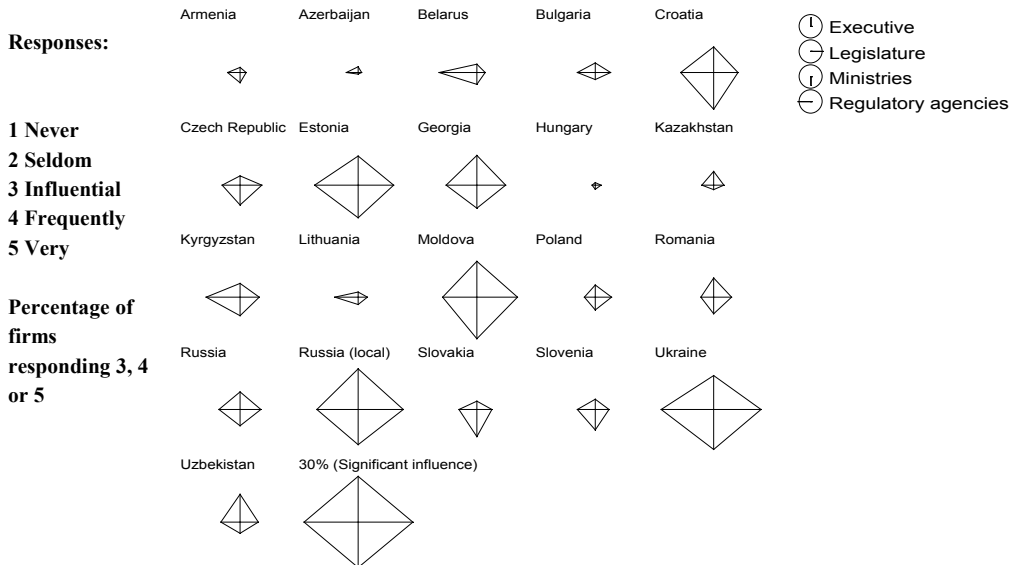 Responses:
1 Never
2 Seldom
3 Influential
4 Frequently
5 Very
Percentage of
firms
responding 3, 4
or 5
Armenia Azerbaijan Belarus Bulgaria Croatia
Czech Republic Estonia Georgia Hungary Kazakhstan
Kyrgyzstan Lithuania Moldova Poland Romania
Russia Russia (local) Slovakia Slovenia Ukraine
Uzbekistan 30% (Significant influence)
Executive
Legislature
Ministries
Regulatory agencies